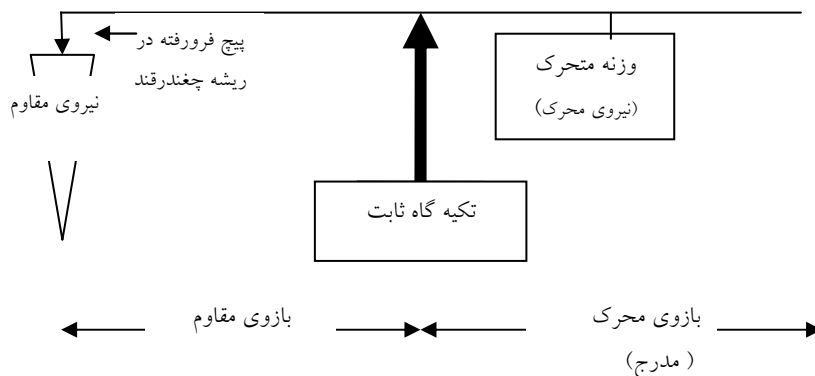 پیچ فرورفته در
ریشه چغندرقند
نیروی مقاوم
وزنه متحرک
(نیروی محرک)
تکیه گاه ثابت
بازوی محرک
( مدرج)
بازوی مقاوم